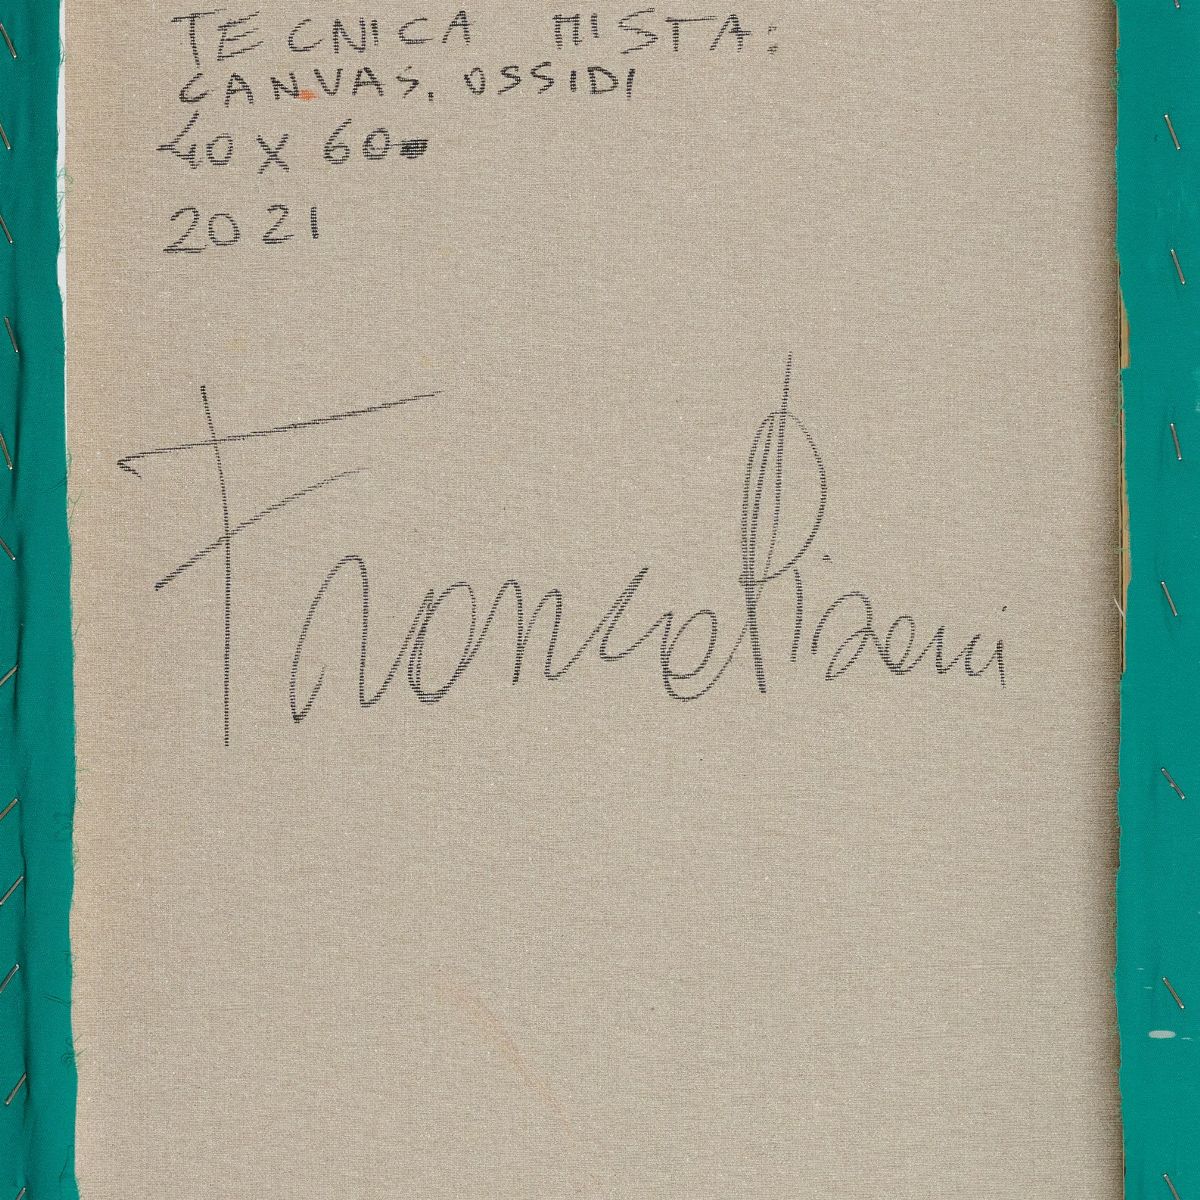 TECNICA MISTA:
CANVAS, OSSIDI
40 X 60
2021